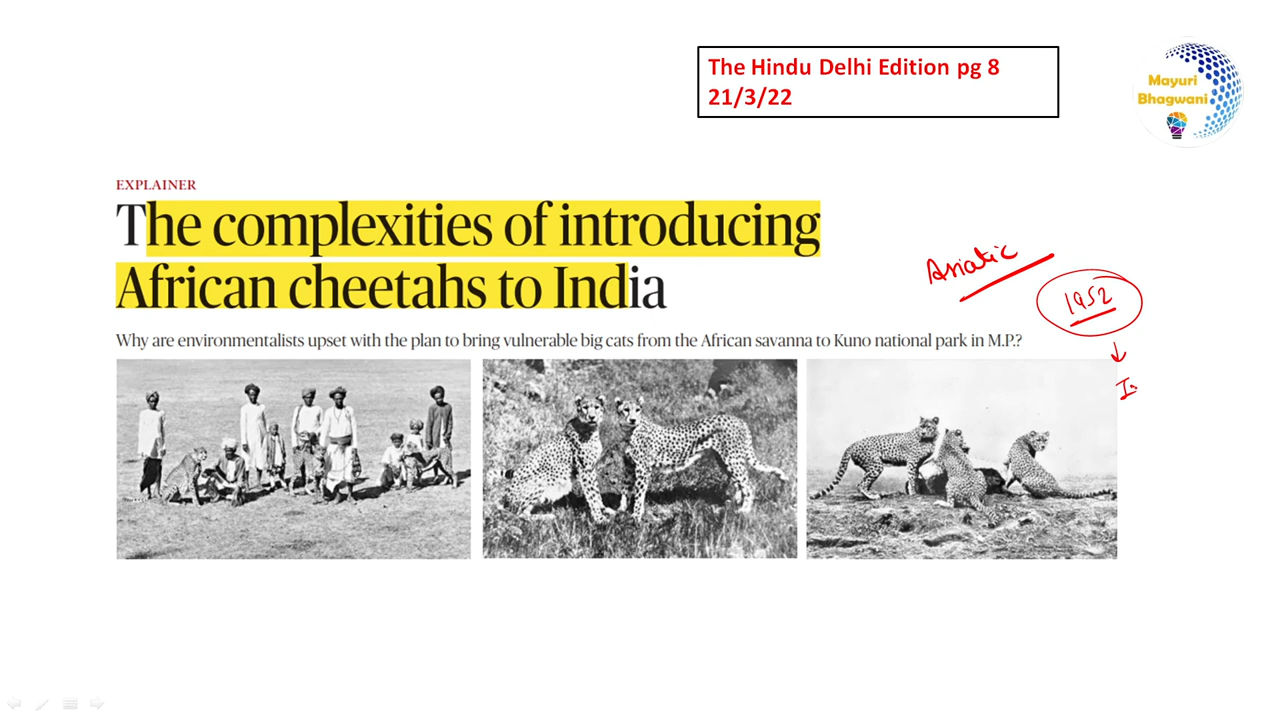 The Hindu Delhi Edition pg 8
21/3/22
Mayuri
Bhagwani
EXPLAINER
The complexities of introducing
African cheetahs to India
Asiatic
1952
Why are environmentalists upset with the plan to bring vulnerable big cats from the African savanna to Kuno national park in M.P.?